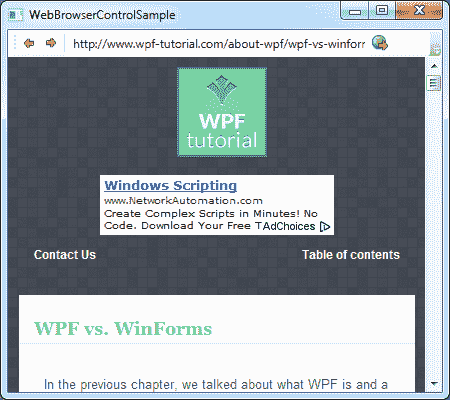 WebBrowserControlSample
http://www.wpf-tutorial.com/about-wpf/wpf-vs-winforr
WPF
tutorial
Windows Scripting
www.NetworkAutomation.com
Create Complex Scripts in Minutes! No
Code. Download Your Free TAdChoices
Contact Us
Table of contents
WPF vs. WinForms
In the previous chapter, we talked about what WPF is and a